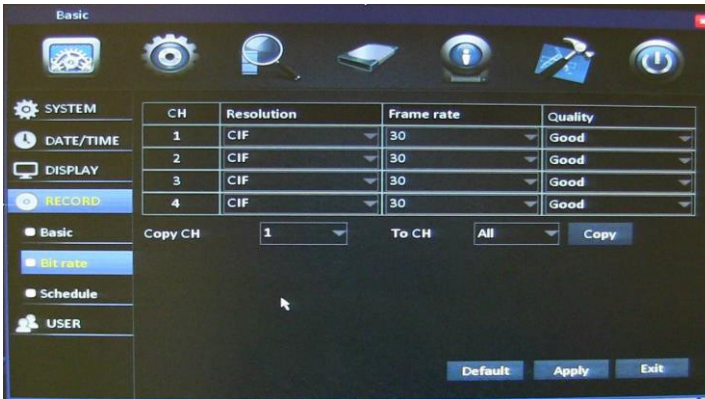 Basic
SYSTEM
DATE/TIME
DISPLAY
RECORD
Basic
Bit rate
Schedule
USER
CH Resolution Frame rate Quality
1 CIF 30 Good
2 CIF 30 Good
3 CIF 30 Good
4 CIF 30 Good
Copy CH 1 To CH All Copy
Default Apply Exit